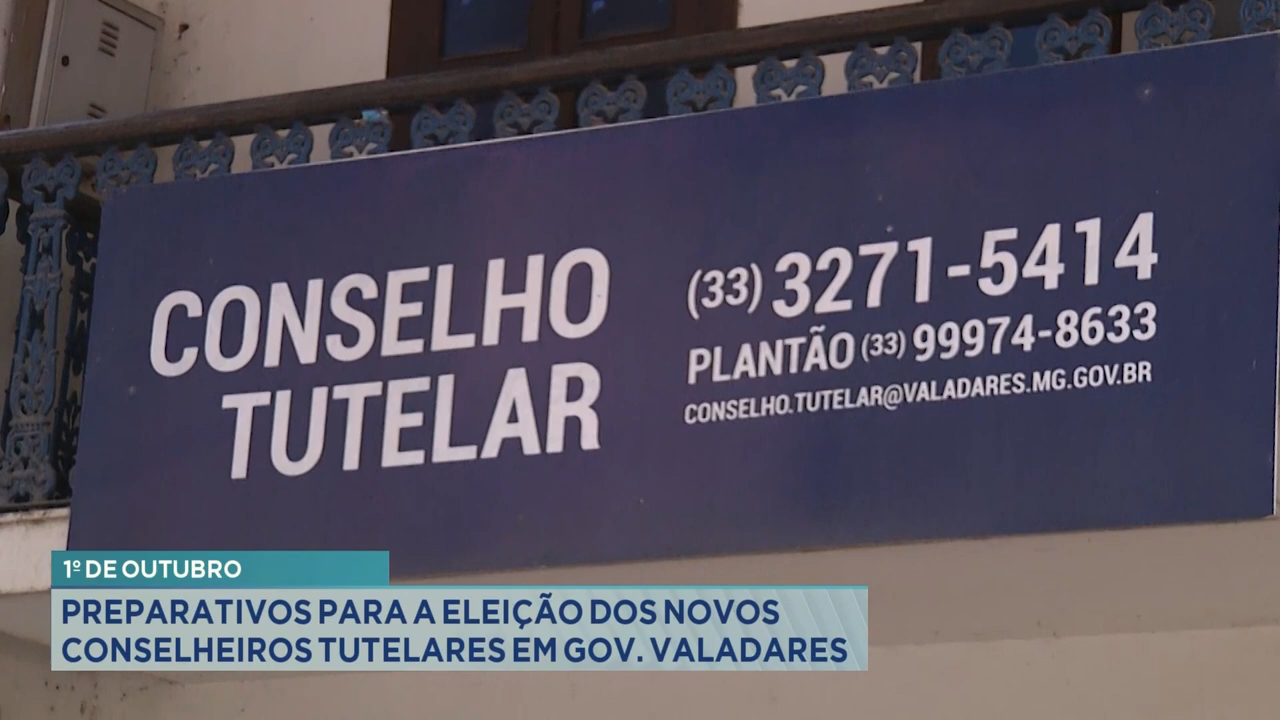 CONSELHO
TUTELAR
(33) 3271-5414
PLANTÃO (33) 99974-8633
CONSELHO.TUTELAR@VALADARES.MG.GOV.BR
1º DE OUTUBRO
PREPARATIVOS PARA A ELEIÇÃO DOS NOVOS
CONSELHEIROS TUTELARES EM GOV. VALADARES